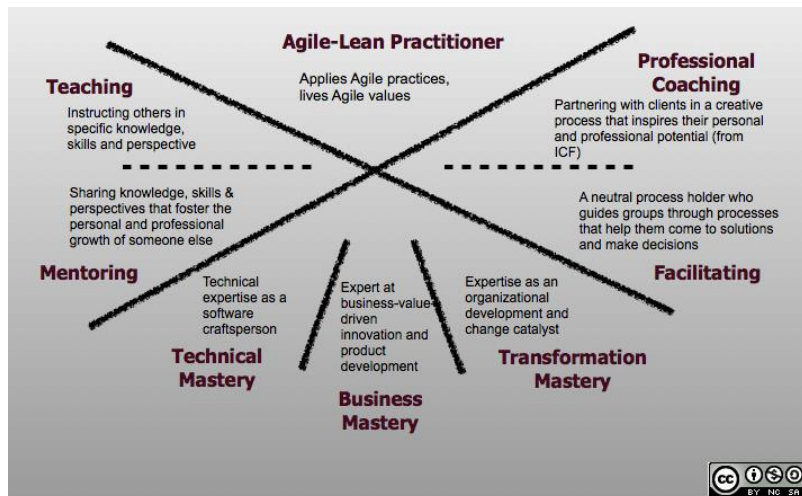 Agile-Lean Practitioner
Applies Agile practices,
lives Agile values
Teaching
Instructing others in
specific knowledge,
skills and perspective
Professional
Coaching
Partnering with clients in a creative
process that inspires their personal
and professional potential (from
ICF)
Sharing knowledge, skills &
perspectives that foster the
personal and professional
growth of someone else
Mentoring
A neutral process holder who
guides groups through processes
that help them come to solutions
and make decisions
Facilitating
Technical
expertise as a
software
craftsperson
Technical
Mastery
Expert at
business-value-
driven
innovation and
product
development
Business
Mastery
Expertise as an
organizational
development and
change catalyst
Transformation
Mastery
cc
BY NC SA